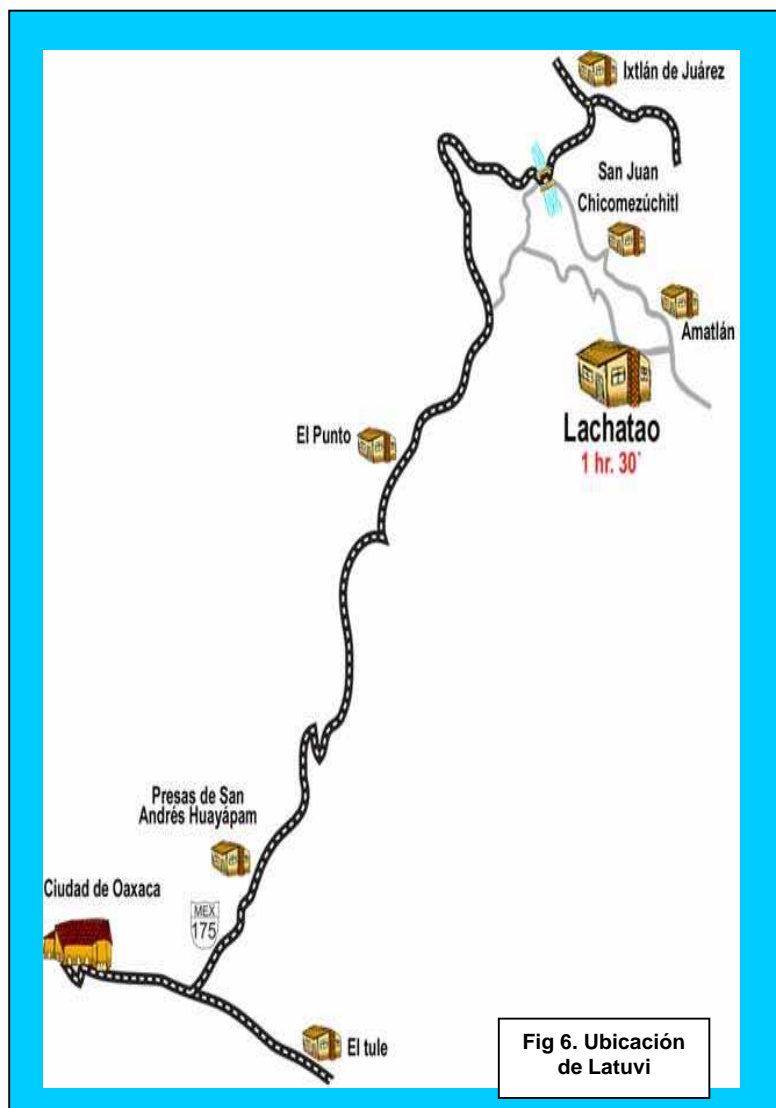 Ixtlán de Juárez
San Juan
Chicomezúchitl
Amatlán
Lachatao
1 hr. 30´
El Punto
Presas de San
Andrés Huayápam
Ciudad de Oaxaca
MEX
175
El tule
Fig 6. Ubicación
de Latuvi